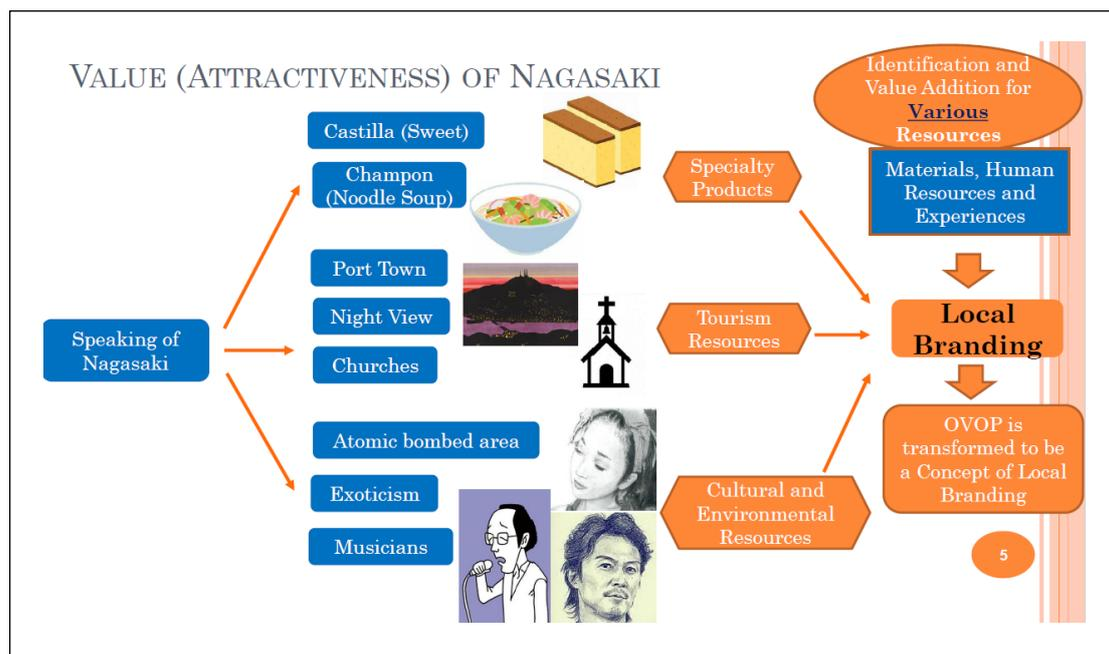 VALUE (ATTRACTIVENESS) OF NAGASAKI
Speaking of
Nagasaki
Castilla (Sweet)
Champon
(Noodle Soup)
Port Town
Night View
Churches
Atomic bombed area
Exoticism
Musicians
Specialty
Products
Tourism
Resources
Cultural and
Environmental
Resources
Identification and
Value Addition for
Various
Resources
Materials, Human
Resources and
Experiences
Local
Branding
OVOP is
transformed to be
a Concept of Local
Branding
5